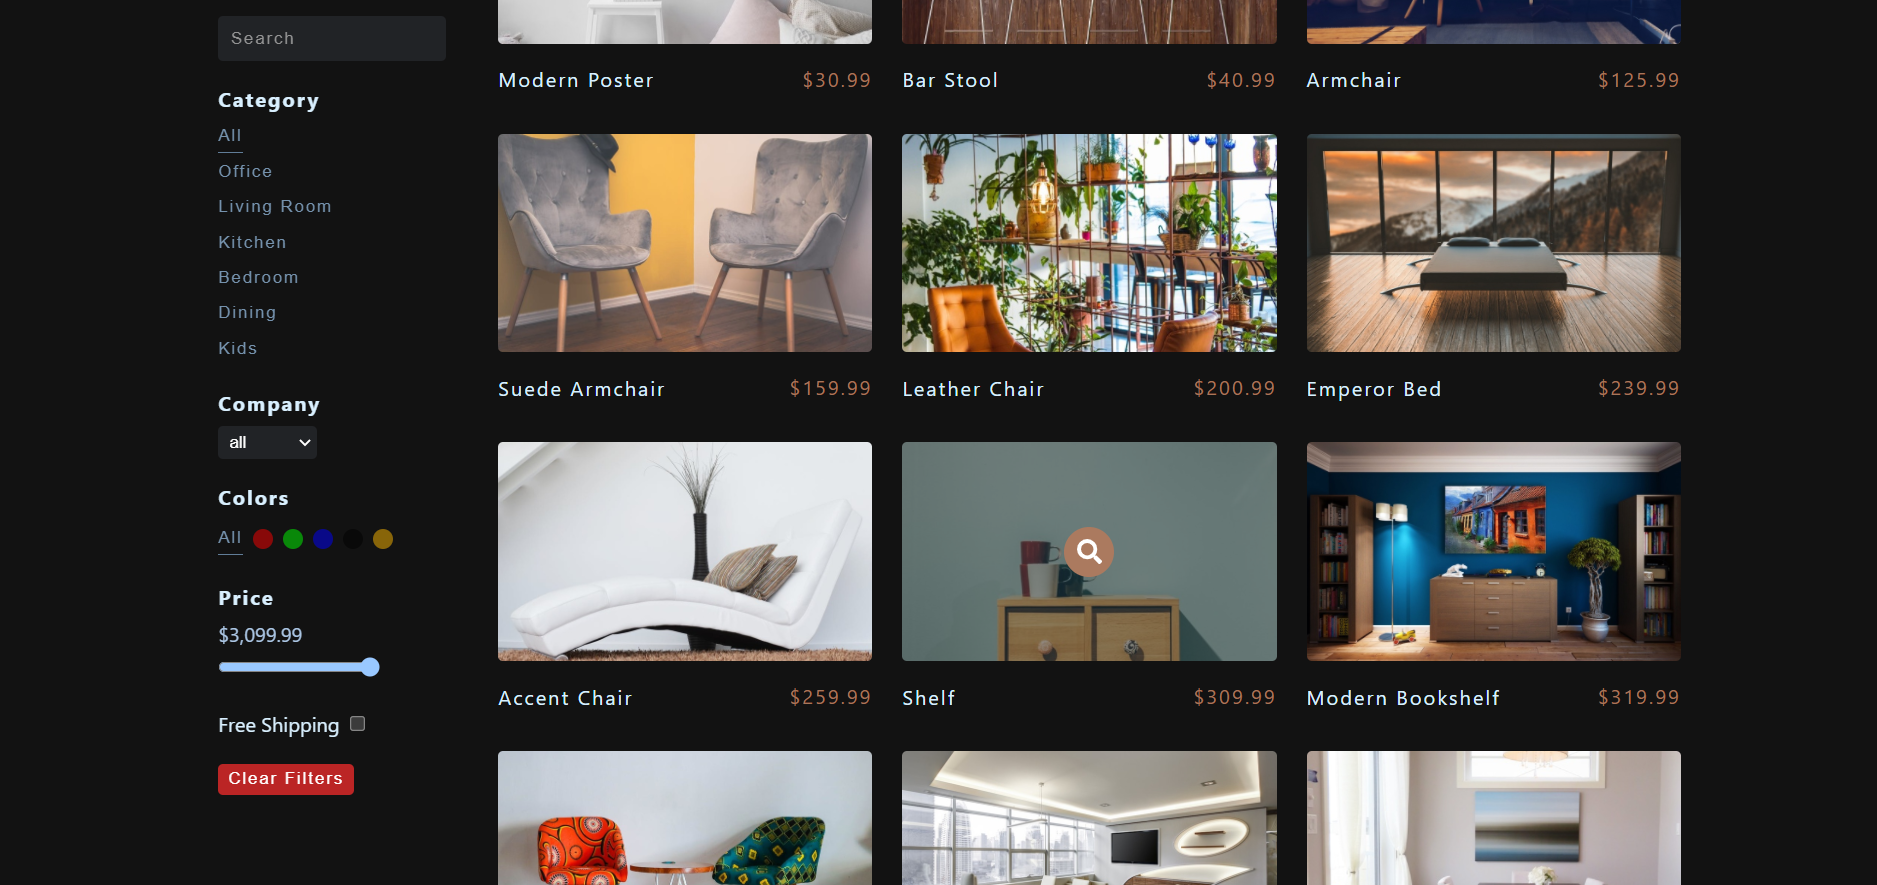 Search
Category
All
Office
Living Room
Kitchen
Bedroom
Dining
Kids
Company
all
Colors
All
Price
$3,099.99
Free Shipping
Clear Filters
Modern Poster $30.99
Bar Stool $40.99
Armchair $125.99
Suede Armchair $159.99
Leather Chair $200.99
Emperor Bed $239.99
Accent Chair $259.99
Shelf $309.99
Modern Bookshelf $319.99